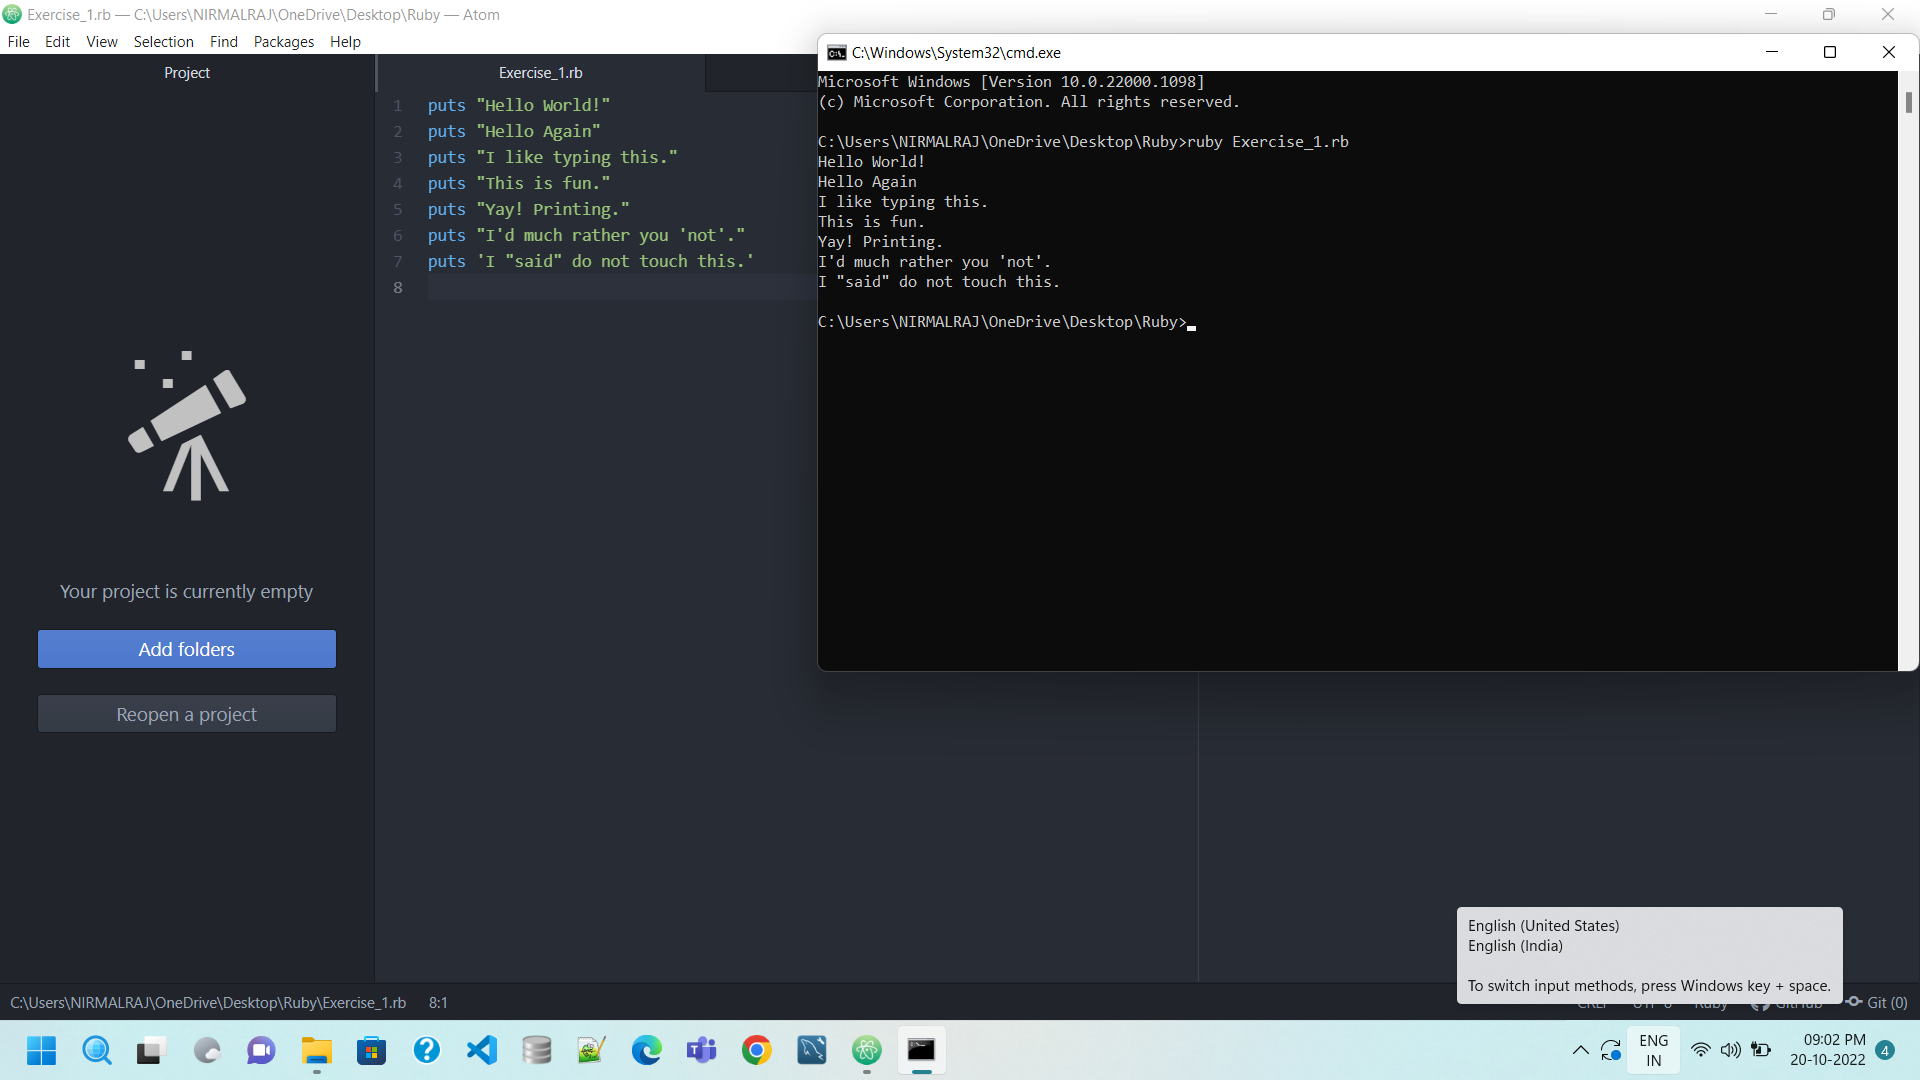 Exercise_1.rb — C:\Users\NIRMALRAJ\OneDrive\Desktop\Ruby — Atom
File Edit View Selection Find Packages Help
Project
Your project is currently empty
Add folders
Reopen a project
Exercise_1.rb
1 puts "Hello World!"
2 puts "Hello Again"
3 puts "I like typing this."
4 puts "This is fun."
5 puts "Yay! Printing."
6 puts "I'd much rather you 'not'."
7 puts 'I "said" do not touch this.'
8
C:\Windows\System32\cmd.exe
Microsoft Windows [Version 10.0.22000.1098]
(c) Microsoft Corporation. All rights reserved.
C:\Users\NIRMALRAJ\OneDrive\Desktop\Ruby>ruby Exercise_1.rb
Hello World!
Hello Again
I like typing this.
This is fun.
Yay! Printing.
I'd much rather you 'not'.
I "said" do not touch this.
C:\Users\NIRMALRAJ\OneDrive\Desktop\Ruby>
English (United States)
English (India)
To switch input methods, press Windows key + space.
C:\Users\NIRMALRAJ\OneDrive\Desktop\Ruby\Exercise_1.rb 8:1
Git (0)
ENG
IN
09:02 PM
20-10-2022
4